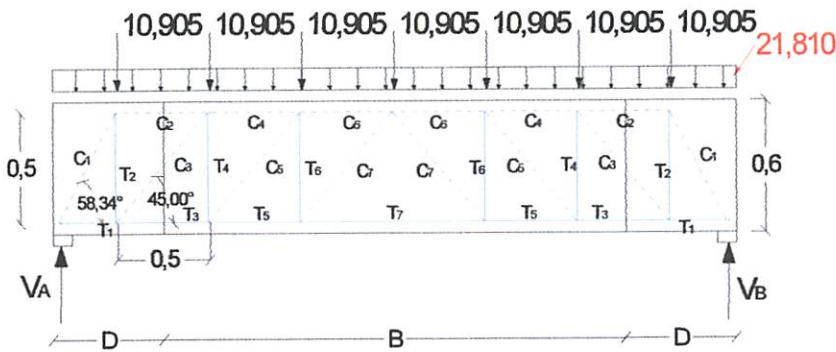 10,905 10,905 10,905 10,905 10,905 10,905 10,905
21,810
C2 C4 C6 C6 C4 C2
0,5 C1 T2 C3 T4 C5 T6 C7 C7 T6 C5 T4 C3 T2 C1 0,6
58,34° 45,00°
T1 T3 T5 T7 T5 T3 T1
0,5
VA VB
D B D